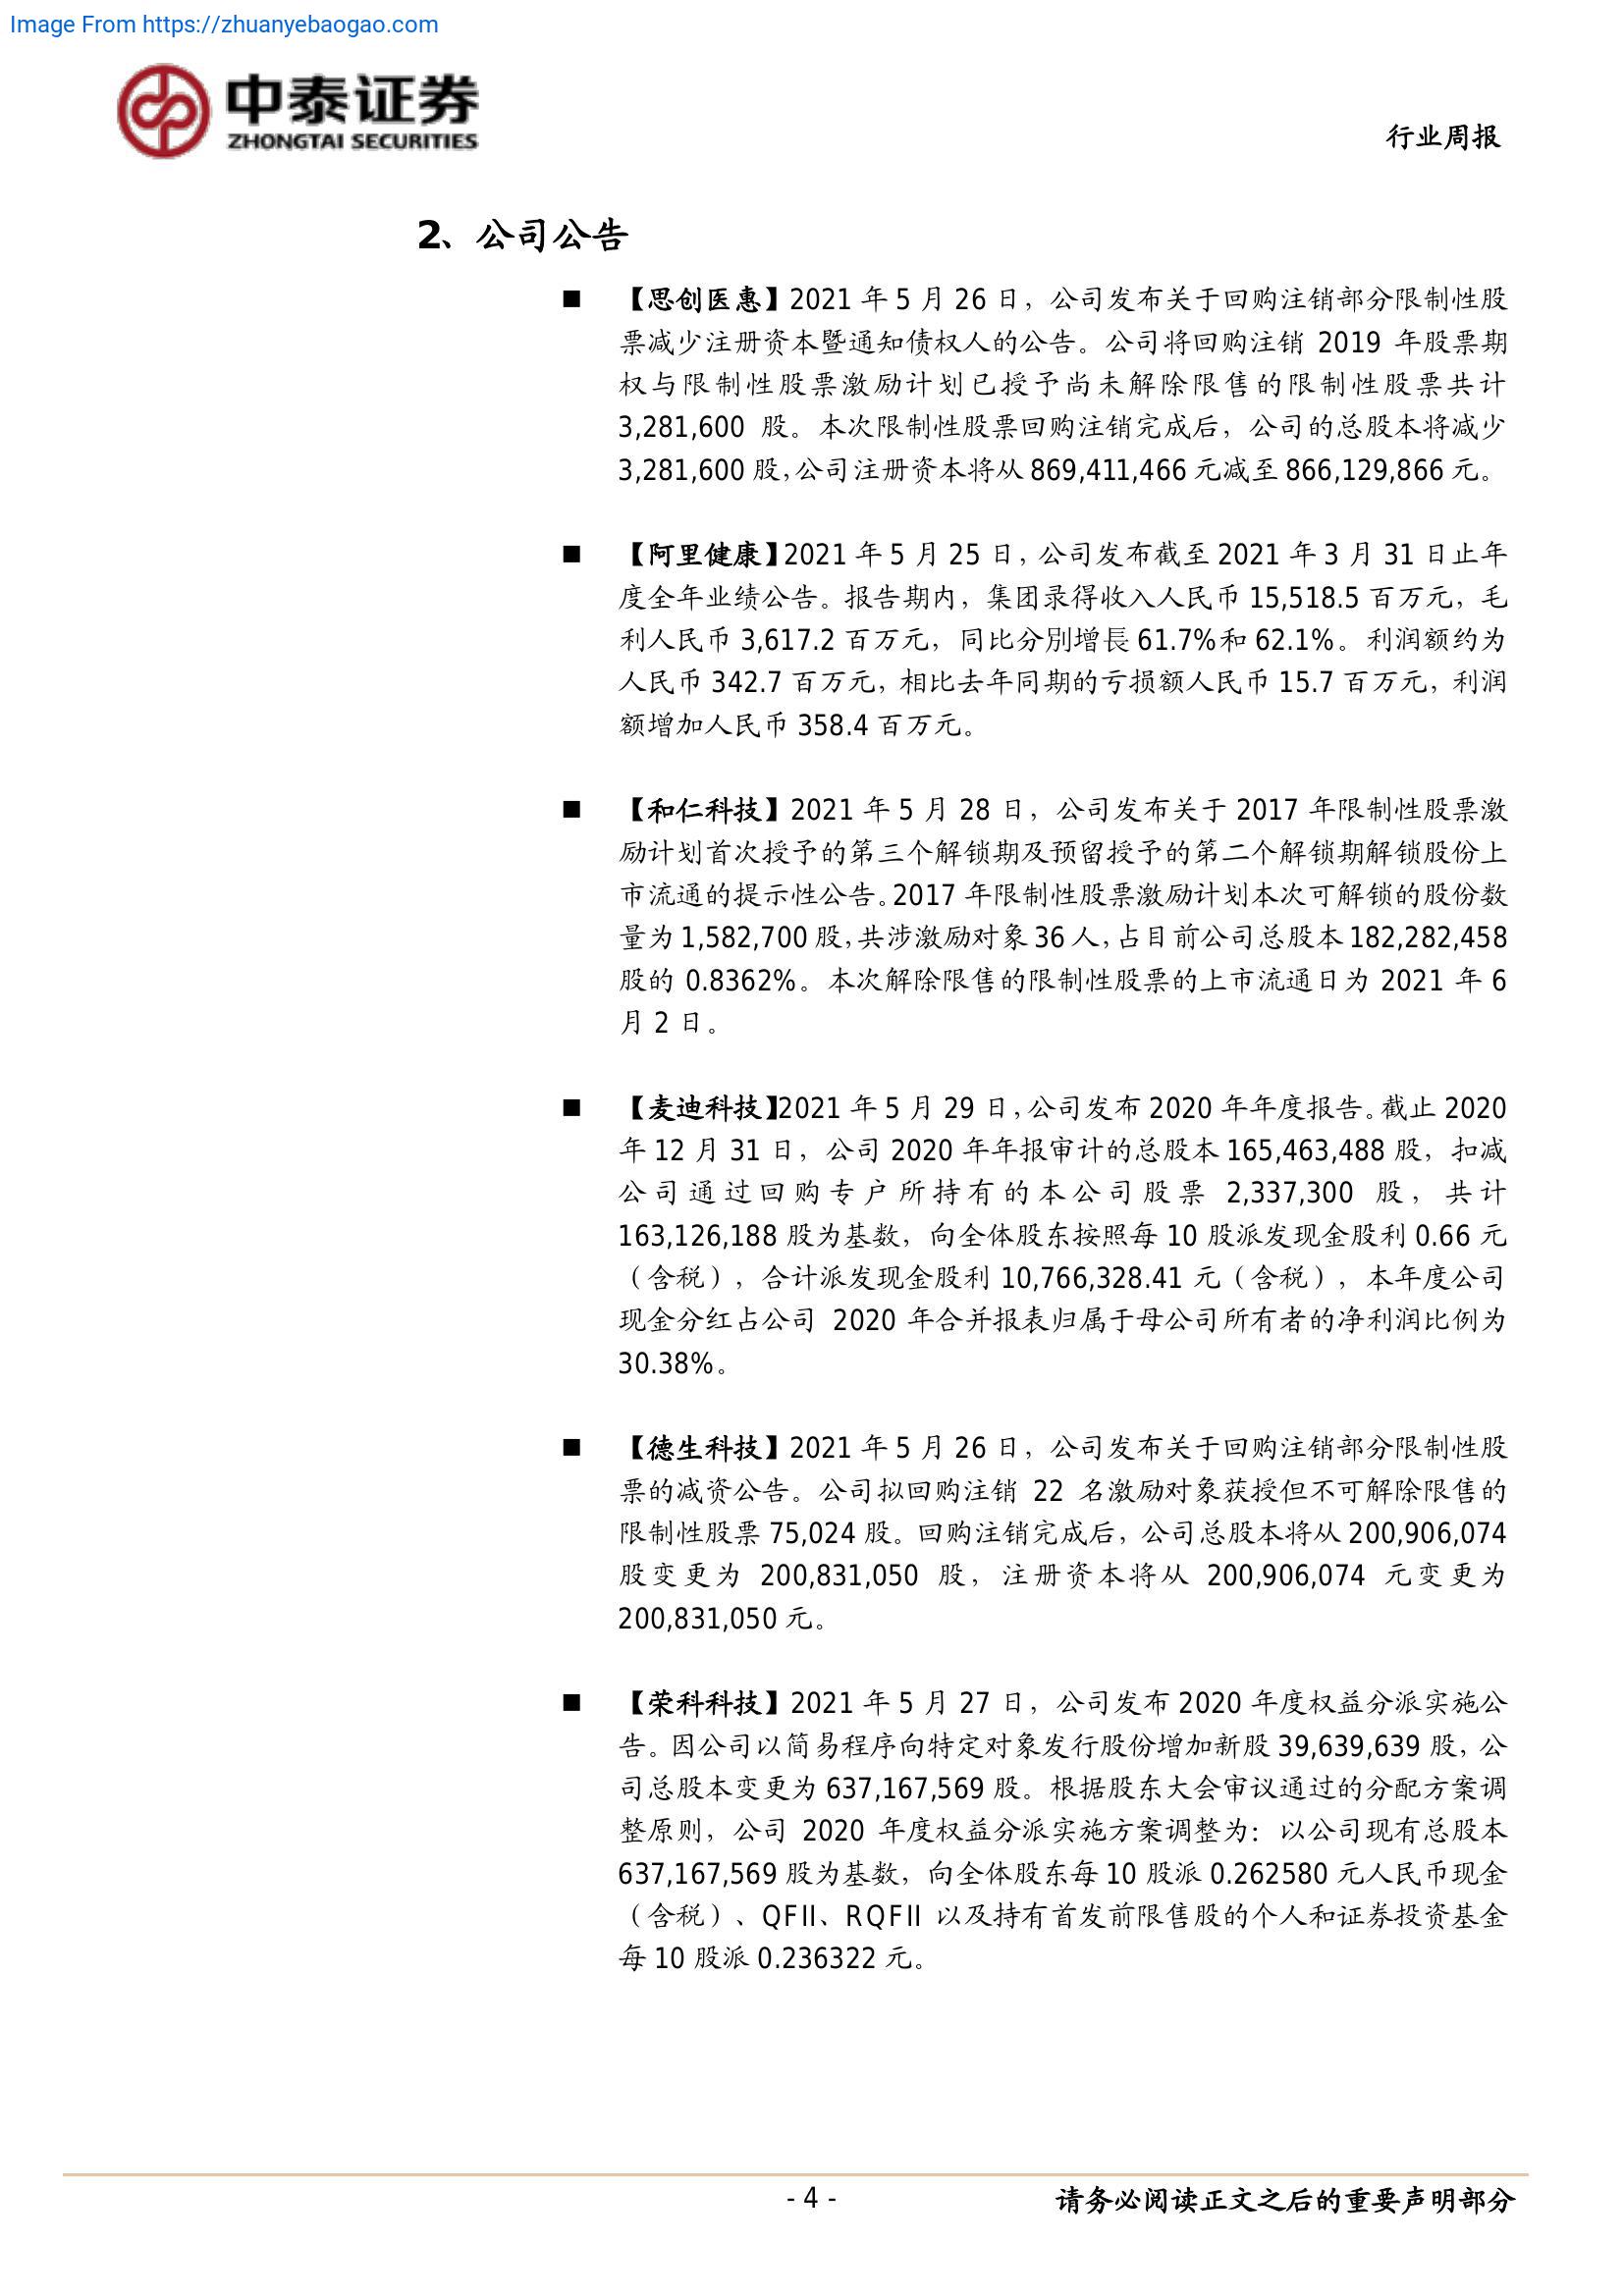 Image From https://zhuanyebaogao.com
中泰证券
ZHONGTAI SECURITIES
行业周报
2、公司公告
■ 【思创医惠】2021 年 5 月 26 日，公司发布关于回购注销部分限制性股
票减少注册资本暨通知债权人的公告。公司将回购注销 2019 年股票期
权与限制性股票激励计划已授予尚未解除限售的限制性股票共计
3,281,600 股。本次限制性股票回购注销完成后，公司的总股本将减少
3,281,600 股，公司注册资本将从 869,411,466 元减至 866,129,866 元。
■ 【阿里健康】2021 年 5 月 25 日，公司发布截至 2021 年 3 月 31 日止年
度全年业绩公告。报告期内，集团录得收入人民币 15,518.5 百万元，毛
利人民币 3,617.2 百万元，同比分別增長 61.7%和 62.1%。利润额约为
人民币 342.7 百万元，相比去年同期的亏损额人民币 15.7 百万元，利润
额增加人民币 358.4 百万元。
■ 【和仁科技】2021 年 5 月 28 日，公司发布关于 2017 年限制性股票激
励计划首次授予的第三个解锁期及预留授予的第二个解锁期解锁股份上
市流通的提示性公告。2017 年限制性股票激励计划本次可解锁的股份数
量为 1,582,700 股，共涉激励对象 36 人，占目前公司总股本 182,282,458
股的 0.8362%。本次解除限售的限制性股票的上市流通日为 2021 年 6
月 2 日。
■ 【麦迪科技】2021 年 5 月 29 日，公司发布 2020 年年度报告。截止 2020
年 12 月 31 日，公司 2020 年年报审计的总股本 165,463,488 股，扣减
公司通过回购专户所持有的本公司股票 2,337,300 股，共计
163,126,188 股为基数，向全体股东按照每 10 股派发现金股利 0.66 元
（含税），合计派发现金股利 10,766,328.41 元（含税），本年度公司
现金分红占公司 2020 年合并报表归属于母公司所有者的净利润比例为
30.38%。
■ 【德生科技】2021 年 5 月 26 日，公司发布关于回购注销部分限制性股
票的减资公告。公司拟回购注销 22 名激励对象获授但不可解除限售的
限制性股票 75,024 股。回购注销完成后，公司总股本将从 200,906,074
股变更为 200,831,050 股，注册资本将从 200,906,074 元变更为
200,831,050 元。
■ 【荣科科技】2021 年 5 月 27 日，公司发布 2020 年度权益分派实施公
告。因公司以简易程序向特定对象发行股份增加新股 39,639,639 股，公
司总股本变更为 637,167,569 股。根据股东大会审议通过的分配方案调
整原则，公司 2020 年度权益分派实施方案调整为：以公司现有总股本
637,167,569 股为基数，向全体股东每 10 股派 0.262580 元人民币现金
（含税）、QFII、RQFII 以及持有首发前限售股的个人和证券投资基金
每 10 股派 0.236322 元。
- 4 -
请务必阅读正文之后的重要声明部分